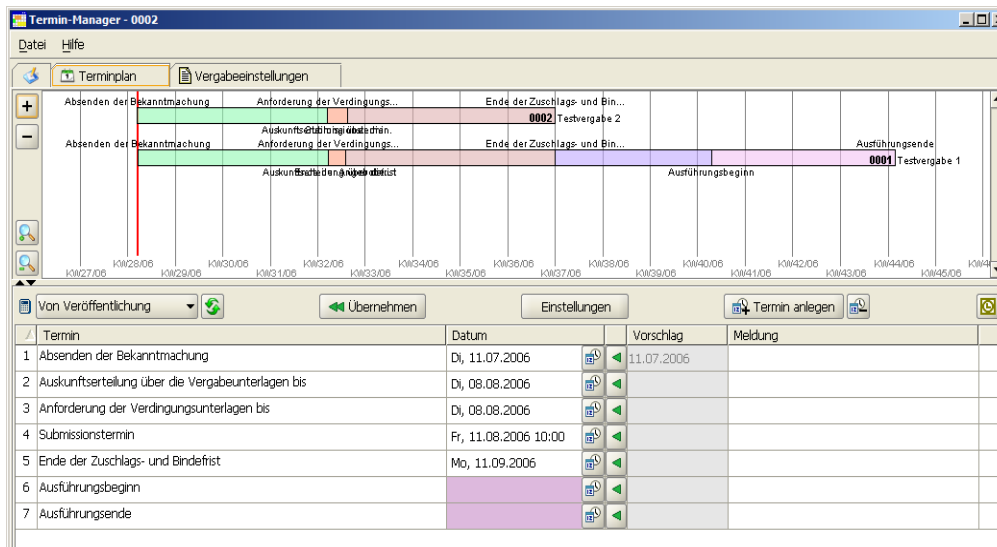 Termin-Manager - 0002
Datei Hilfe
Terminplan Vergabeeinstellungen
Absenden der Bekanntmachung Anforderung der Verdingungs... Ende der Zuschlags- und Bin...
0002 Testvergabe 2
Absenden der Bekanntmachung Anforderung der Verdingungs... Ende der Zuschlags- und Bin... Ausführungsende
0001 Testvergabe 1
Ausführungsbeginn
KW28/06 KW30/06 KW32/06 KW34/06 KW36/06 KW38/06 KW40/06 KW42/06 KW44/06
KW27/06 KW29/06 KW31/06 KW33/06 KW35/06 KW37/06 KW39/06 KW41/06 KW43/06 KW45/06
Von Veröffentlichung Übernehmen Einstellungen Termin anlegen
Termin Datum Vorschlag Meldung
1 Absenden der Bekanntmachung Di, 11.07.2006 11.07.2006
2 Auskunftserteilung über die Vergabeunterlagen bis Di, 08.08.2006
3 Anforderung der Verdingungsunterlagen bis Di, 08.08.2006
4 Submissionstermin Fr, 11.08.2006 10:00
5 Ende der Zuschlags- und Bindefrist Mo, 11.09.2006
6 Ausführungsbeginn
7 Ausführungsende